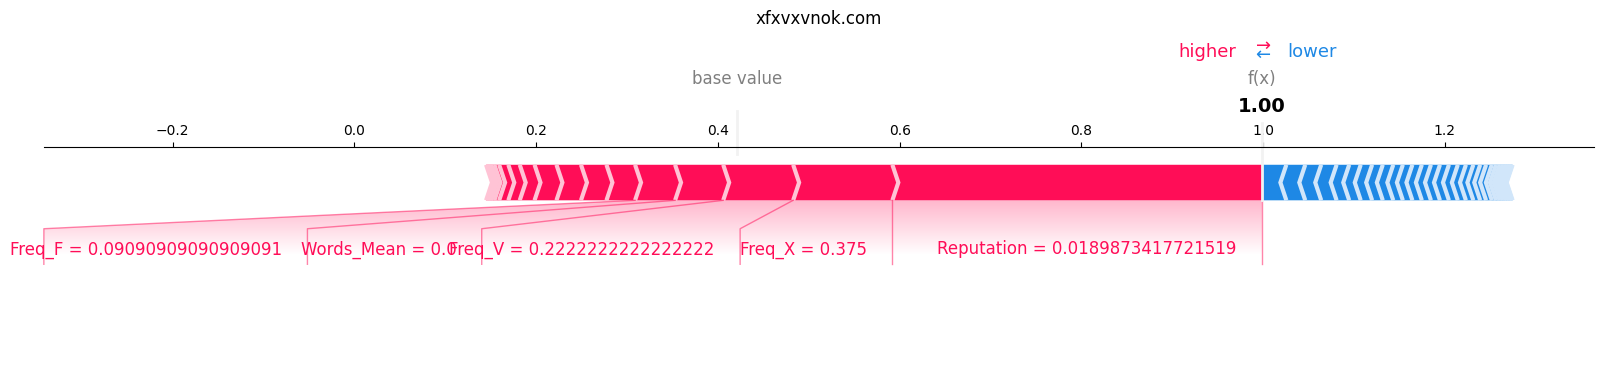 xfxvxvnok.com
higher ⇄ lower
base value f(x)
1.00
−0.2 0.0 0.2 0.4 0.6 0.8 1.0 1.2
Freq_F = 0.09090909090909091 Words_Mean = 0.0 Freq_V = 0.2222222222222222 Freq_X = 0.375 Reputation = 0.0189873417721519